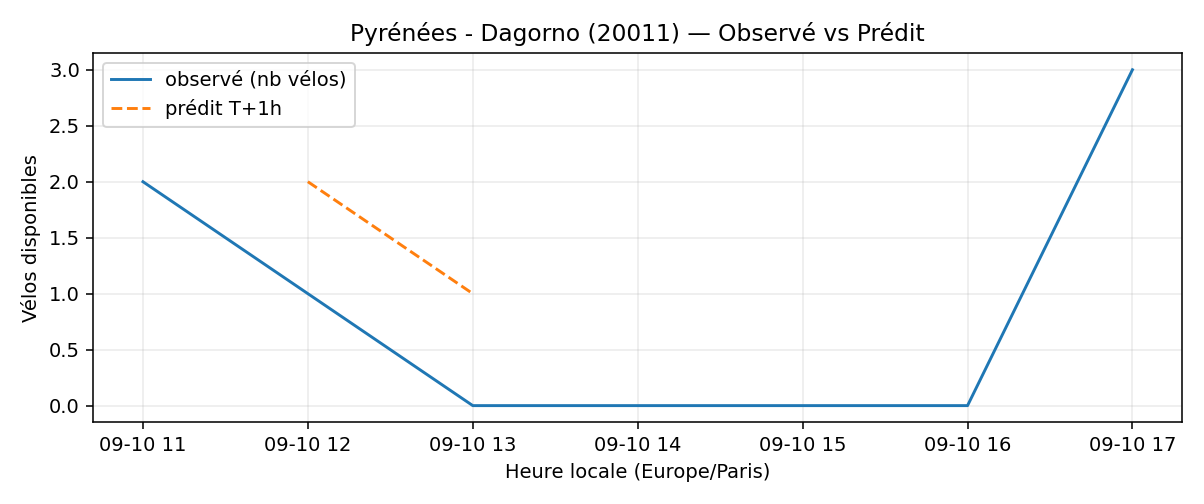 Pyrénées - Dagorno (20011) — Observé vs Prédit
observé (nb vélos)
prédit T+1h
Vélos disponibles
3.0
2.5
2.0
1.5
1.0
0.5
0.0
09-10 11 09-10 12 09-10 13 09-10 14 09-10 15 09-10 16 09-10 17
Heure locale (Europe/Paris)